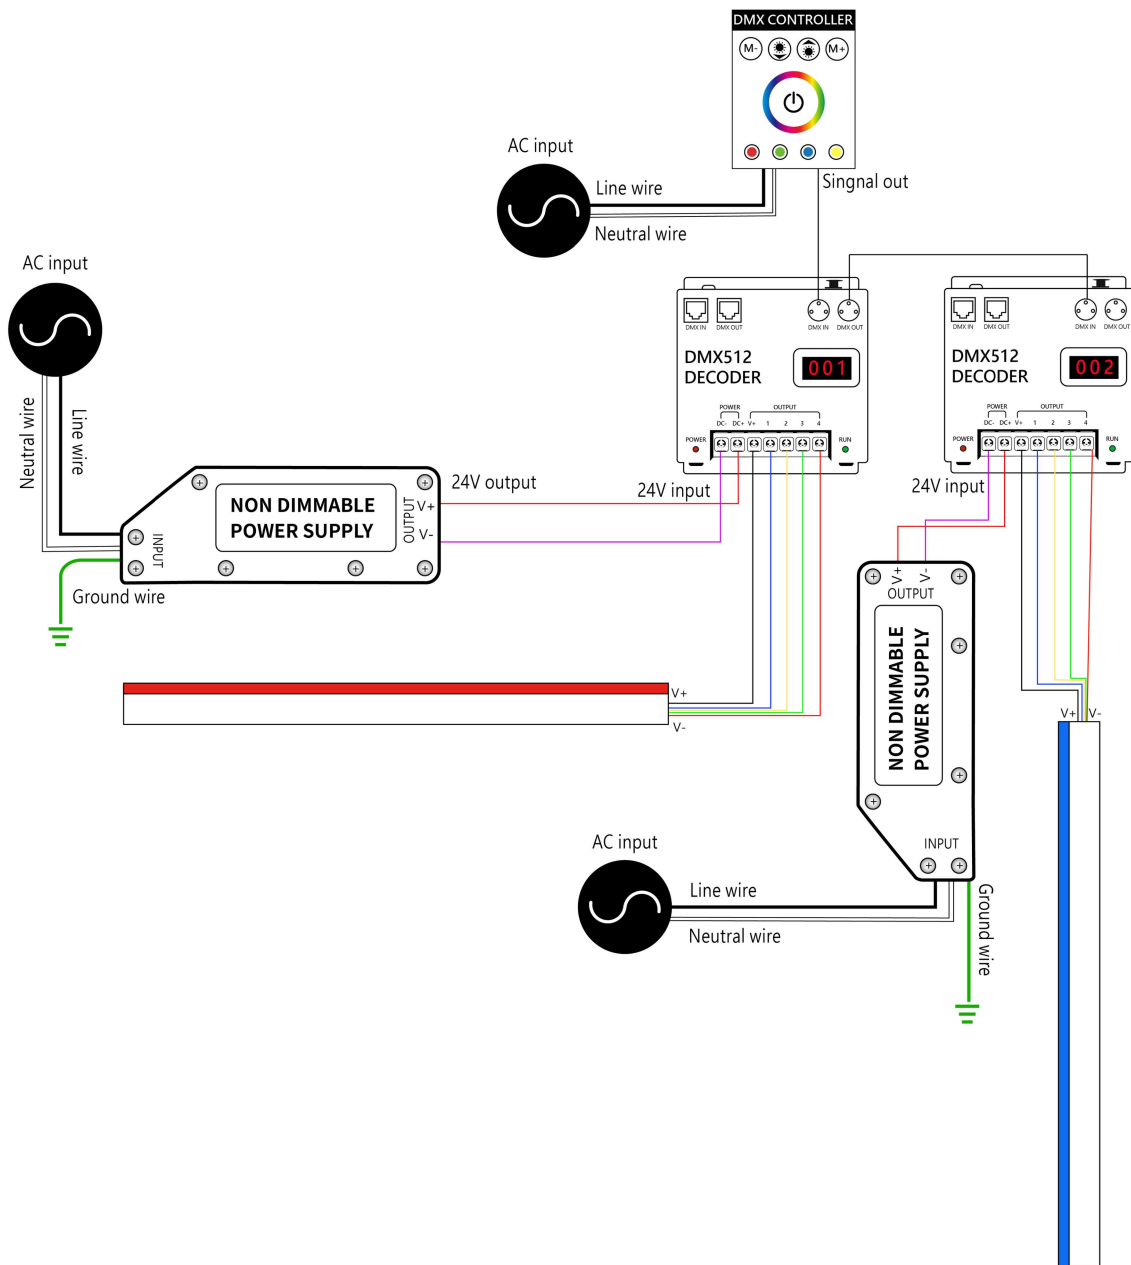 DMX CONTROLLER
M- M+
Singnal out
AC input
Line wire
Neutral wire
AC input
Neutral wire
Line wire
DMX IN DMX OUT DMX IN DMX OUT
DMX512
DECODER
001
POWER OUTPUT
DC- DC+ V+ 1 2 3 4
POWER RUN
24V input
DMX IN DMX OUT DMX IN DMX OUT
DMX512
DECODER
002
POWER OUTPUT
DC- DC+ V+ 1 2 3 4
POWER RUN
24V input
INPUT
NON DIMMABLE
POWER SUPPLY
OUTPUT
V+
V-
24V output
Ground wire
V+
V-
V+ V-
OUTPUT
NON DIMMABLE
POWER SUPPLY
INPUT
V+ V-
AC input
Line wire
Neutral wire
Ground wire